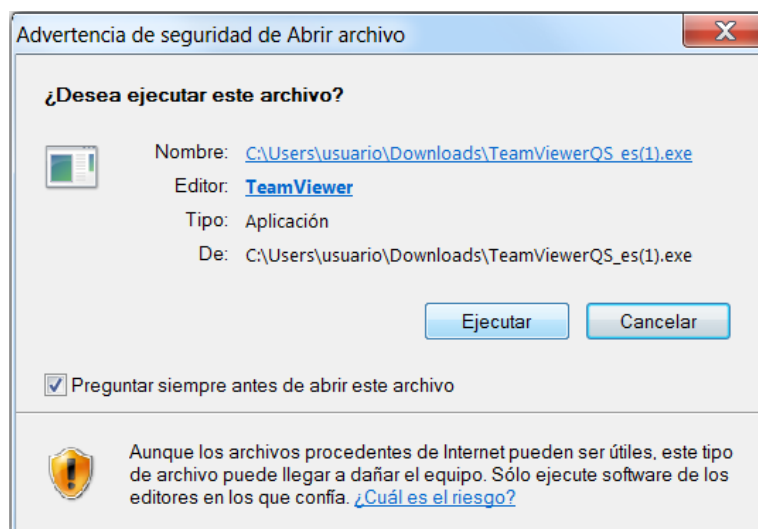 Advertencia de seguridad de Abrir archivo
¿Desea ejecutar este archivo?
Nombre: C:\Users\usuario\Downloads\TeamViewerQS_es(1).exe
Editor: TeamViewer
Tipo: Aplicación
De: C:\Users\usuario\Downloads\TeamViewerQS_es(1).exe
Ejecutar Cancelar
Preguntar siempre antes de abrir este archivo
Aunque los archivos procedentes de Internet pueden ser útiles, este tipo
de archivo puede llegar a dañar el equipo. Sólo ejecute software de los
editores en los que confía. ¿Cuál es el riesgo?